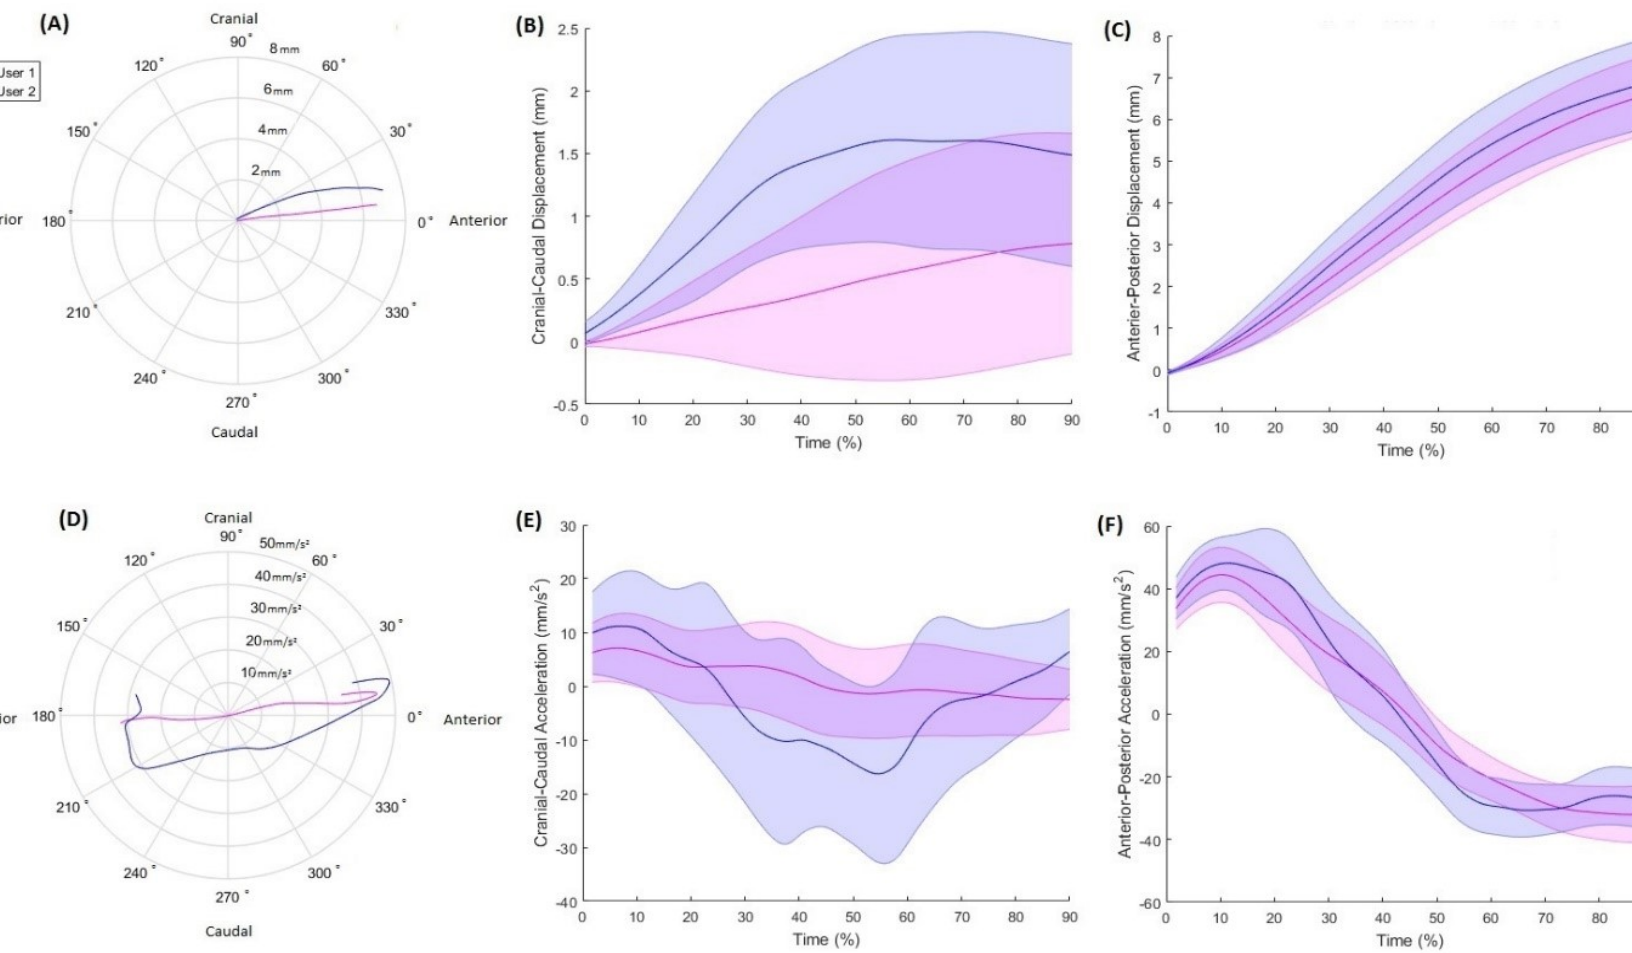 (A)
Cranial
90°
8mm
120°
60°
User 1
User 2
6mm
150°
4mm
30°
2mm
rior 180° 0° Anterior
210°
330°
240°
300°
270°
Caudal
(B)
Cranial-Caudal Displacement (mm)
2.5
2
1.5
1
0.5
0
-0.5
0 10 20 30 40 50 60 70 80 90
Time (%)
(C)
Anterier-Posterior Displacement (mm)
8
7
6
5
4
3
2
1
0
-1
0 10 20 30 40 50 60 70 80
Time (%)
(D)
Cranial
90°
50mm/s²
120°
60°
40mm/s²
30mm/s²
150°
30°
20mm/s²
10mm/s²
ior 180° 0° Anterior
210°
330°
240°
300°
270°
Caudal
(E)
Cranial-Caudal Acceleration (mm/s²)
30
20
10
0
-10
-20
-30
-40
0 10 20 30 40 50 60 70 80 90
Time (%)
(F)
Anterior-Posterior Acceleration (mm/s²)
60
40
20
0
-20
-40
-60
0 10 20 30 40 50 60 70 80
Time (%)